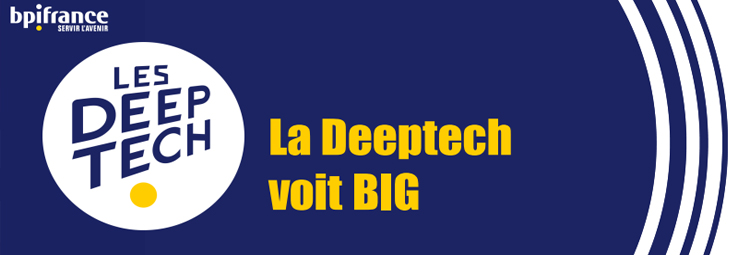 bpifrance
SERVIR L'AVENIR
LES
DEEP
TECH
La Deeptech
voit BIG